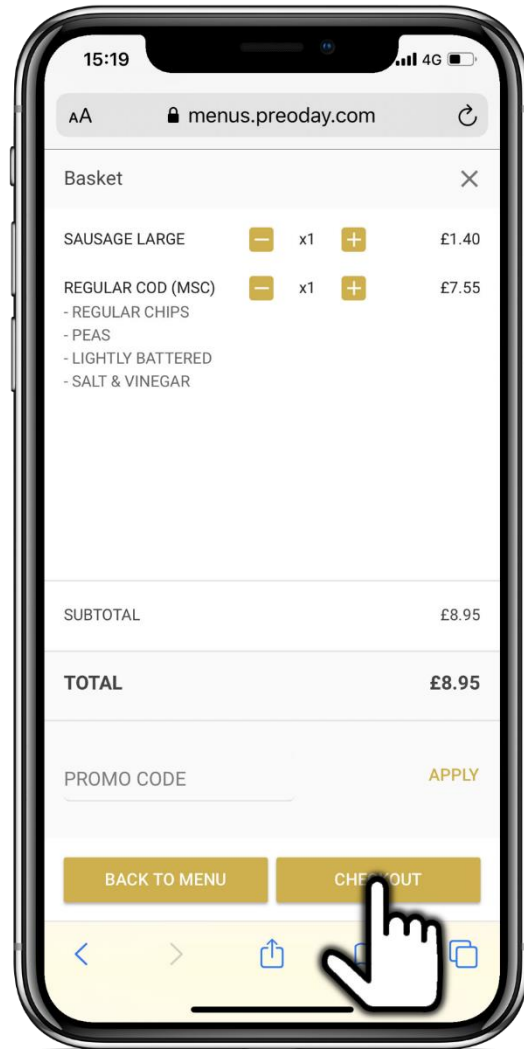 15:19
4G
AA menus.preoday.com
Basket
SAUSAGE LARGE x1 £1.40
REGULAR COD (MSC) x1 £7.55
- REGULAR CHIPS
- PEAS
- LIGHTLY BATTERED
- SALT & VINEGAR
SUBTOTAL £8.95
TOTAL £8.95
PROMO CODE APPLY
BACK TO MENU CHECKOUT